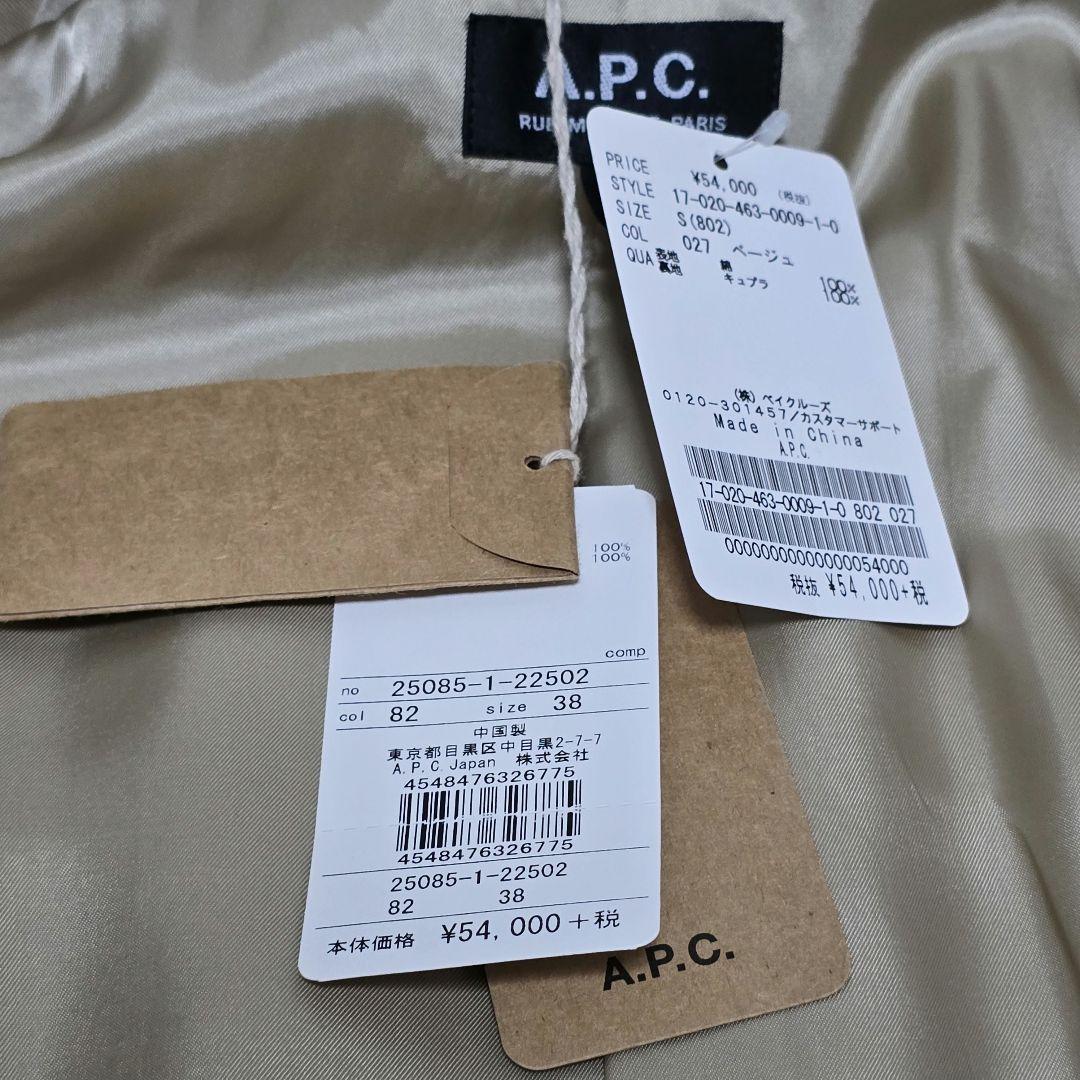 A.P.C.
PARIS
PRICE ¥54,000 (税抜)
STYLE 17-020-463-0009-1-0
SIZE S(802)
COL 027 ベージュ
QUA 表地 綿 100%
裏地 キュプラ 100%
(株) ベイクルーズ
0120-301457/カスタマーサポート
Made in China
A.P.C.
17-020-463-0009-1-0 802 027
0000000000000054000
税抜 ¥54,000+税
100%
100%
comp
no 25085-1-22502
col 82 size 38
中国製
東京都目黒区中目黒2-7-7
A.P.C.Japan 株式会社
4548476326775
4548476326775
25085-1-22502
82 38
本体価格 ¥54,000+税
A.P.C.